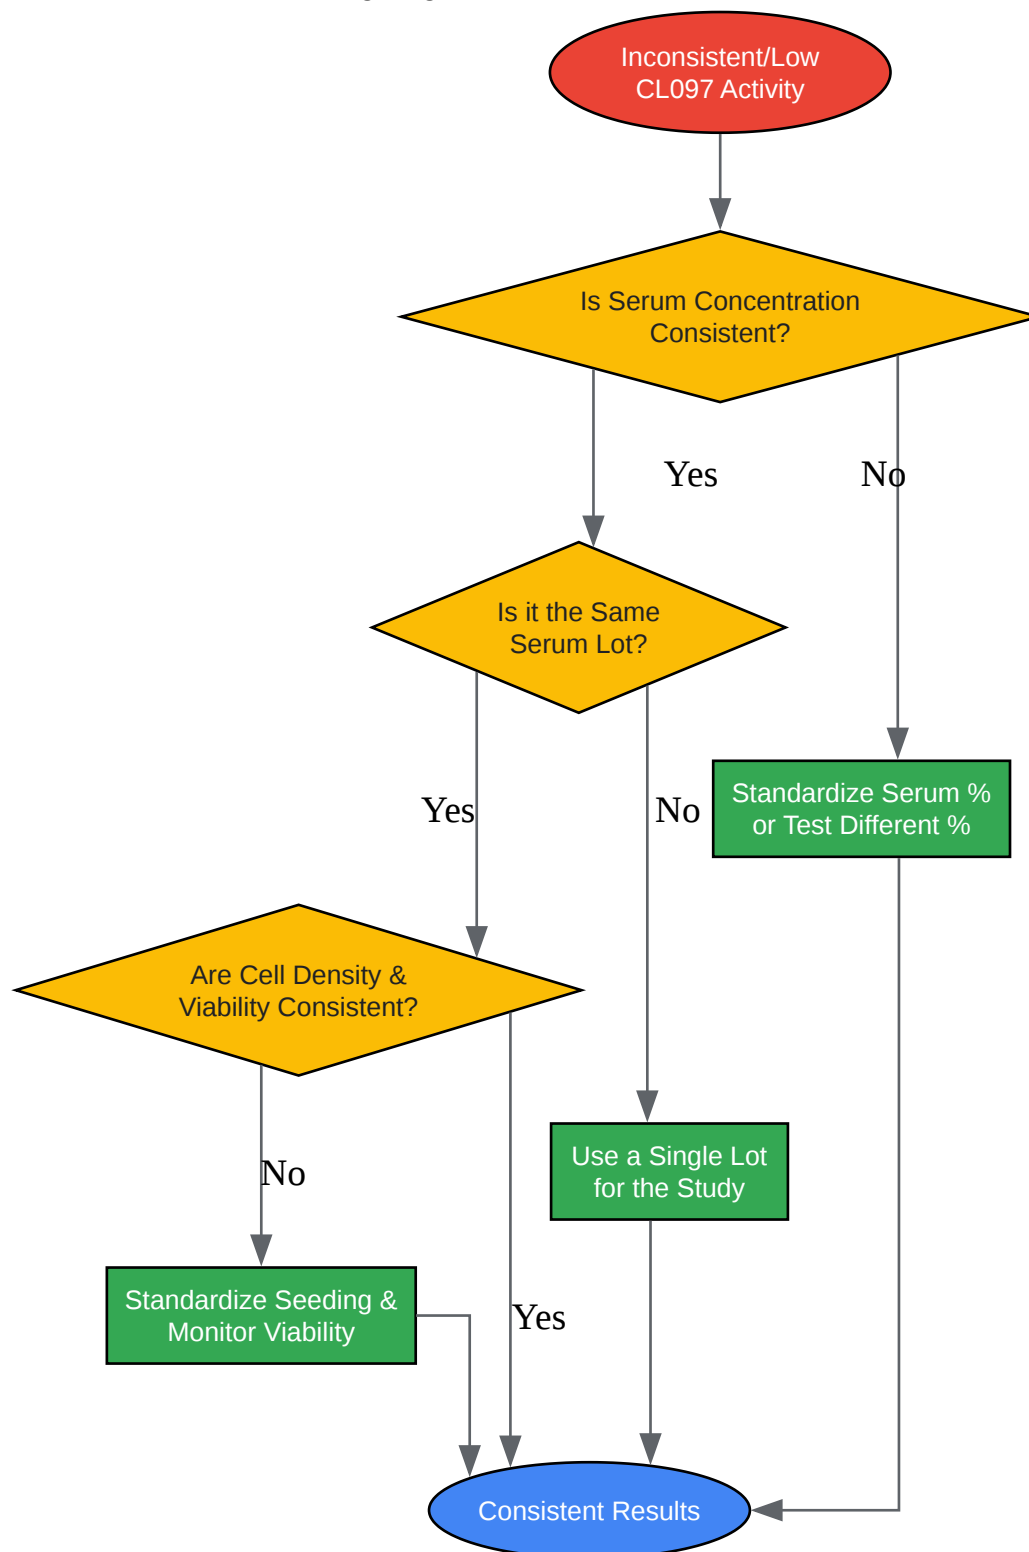 Inconsistent/Low
CL097 Activity
Is Serum Concentration
Consistent?
Yes
No
Is it the Same
Serum Lot?
Standardize Serum %
or Test Different %
Yes
No
Are Cell Density &
Viability Consistent?
Use a Single Lot
for the Study
No
Standardize Seeding &
Monitor Viability
Yes
Consistent Results